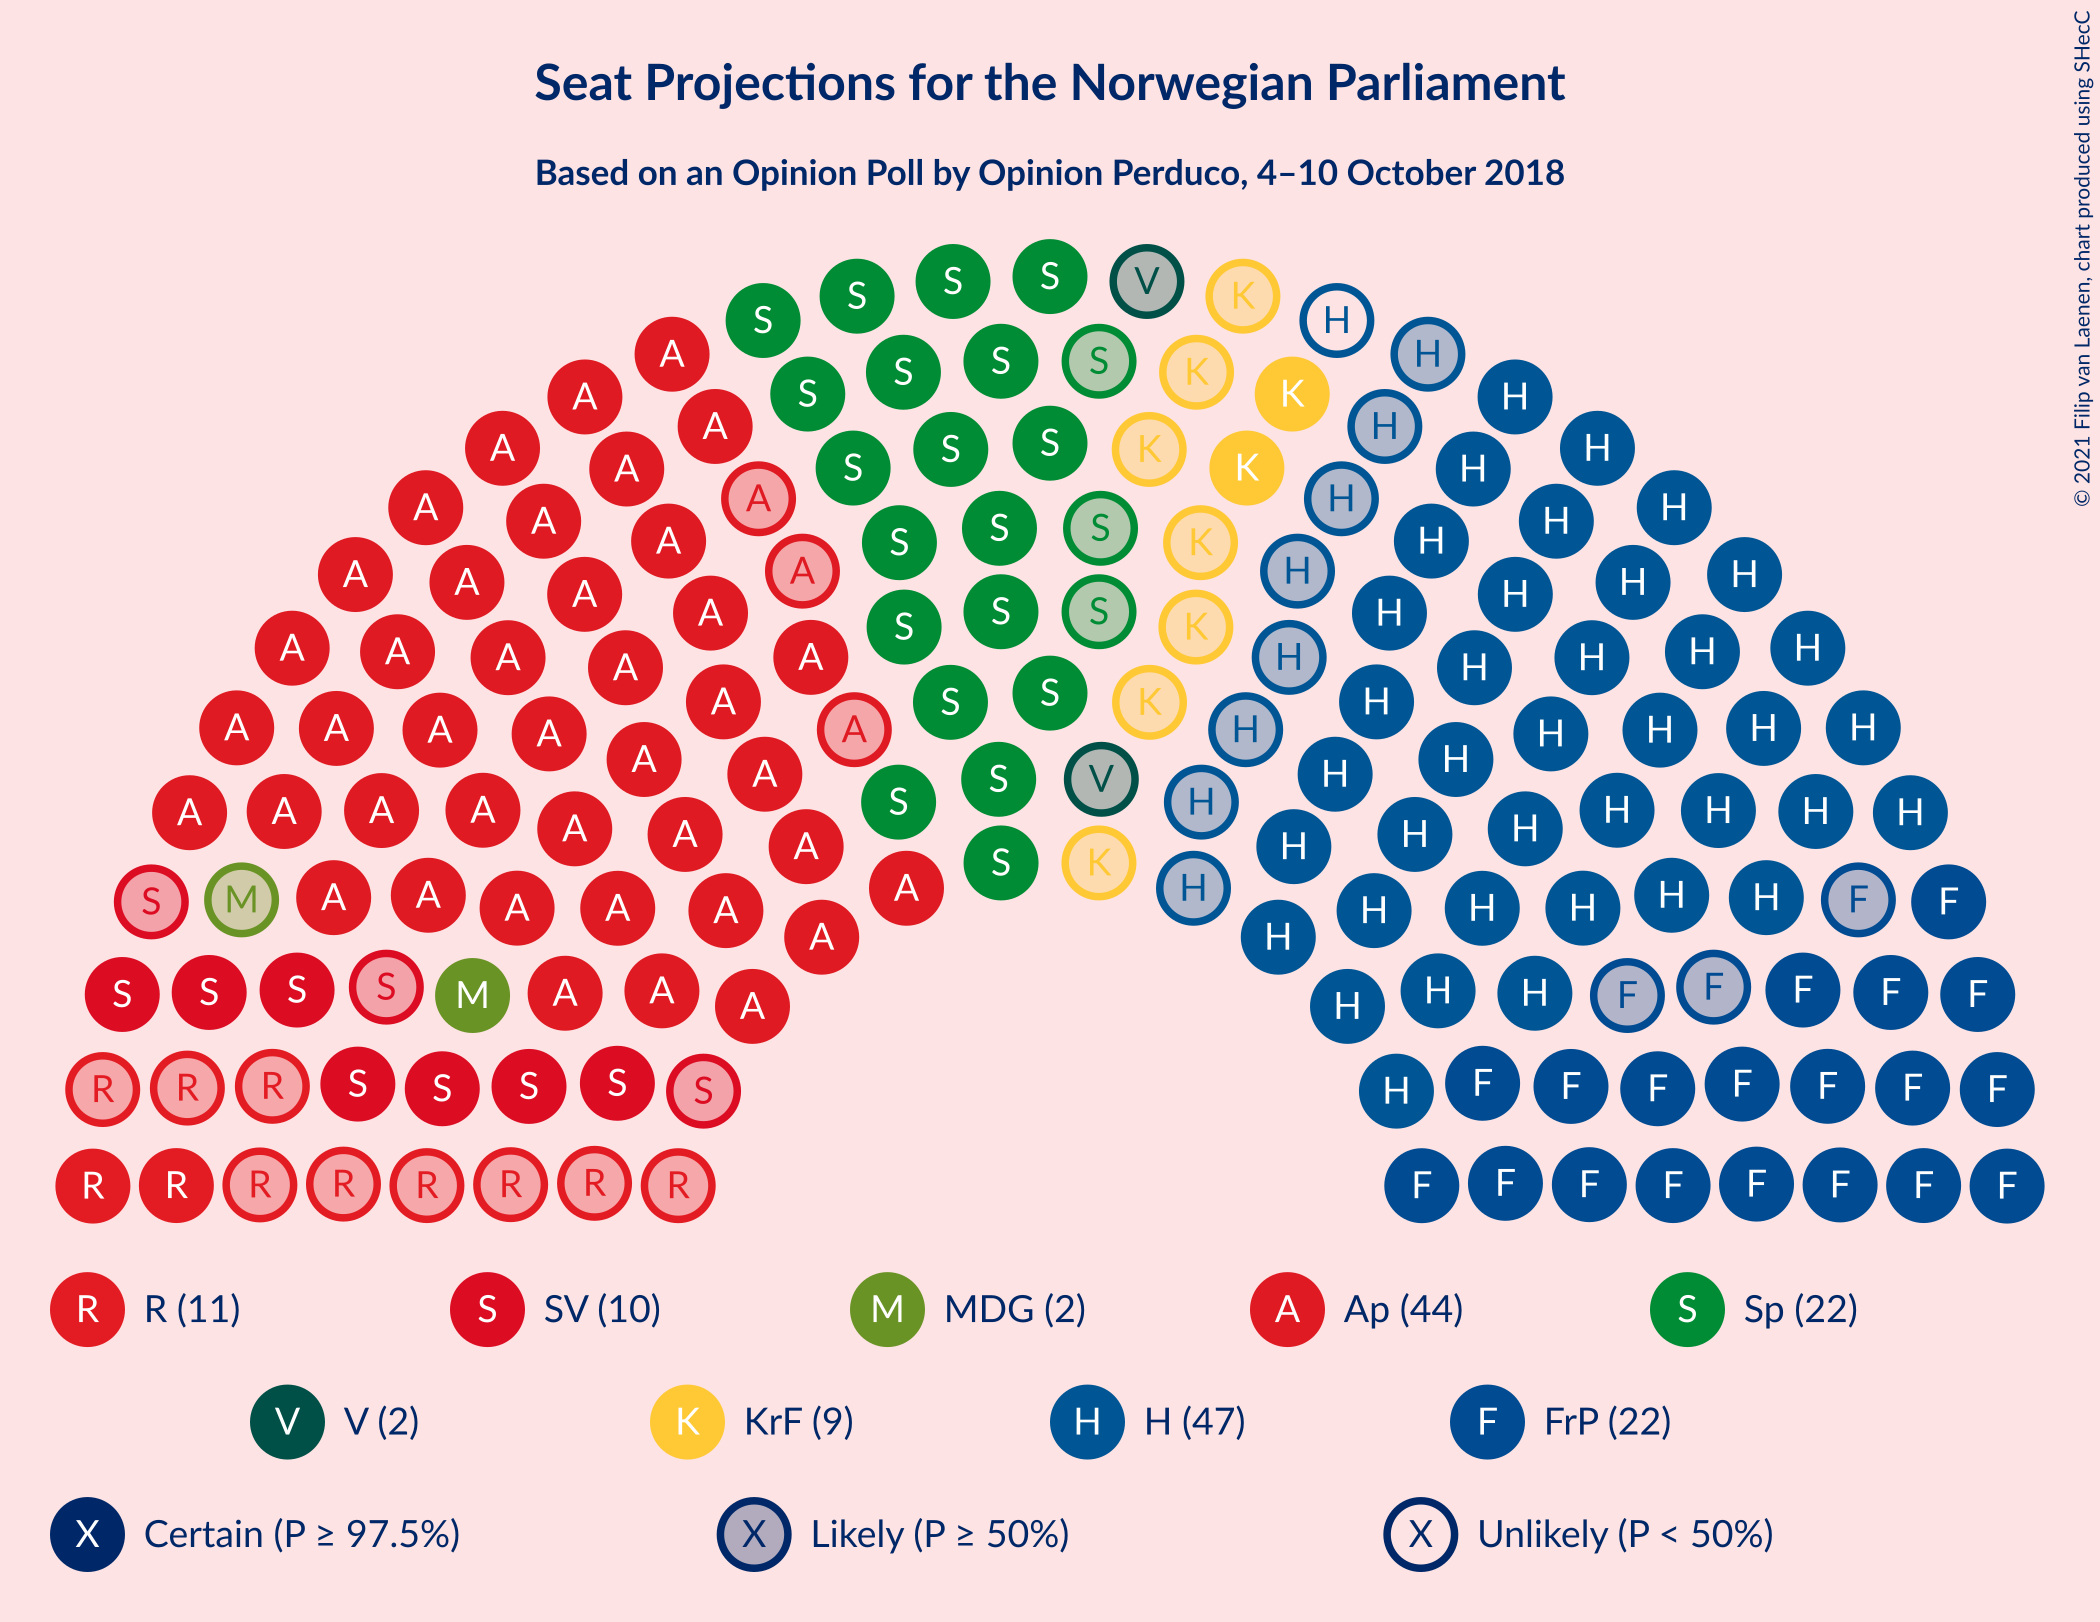 Seat Projections for the Norwegian Parliament
Based on an Opinion Poll by Opinion Perduco, 4–10 October 2018
© 2021 Filip van Laenen, chart produced using SHecC
S S S S V K H H
A S S S S K K H H
A A S S S K K H H H
A A A S S S K H H H H
A A A A S S S K H H H H
A A A A A S S K H H H H H
A A A A A S S V H H H H H H
A A A A A A S K H H H H H H
A A A A A A A H H H H H H H
S M A A A A A A H H H H H H F F
S S S S M A A A H H H F F F F F
R R R S S S S S H F F F F F F F
R R R R R R R R F F F F F F F F
R R (11) S SV (10) M MDG (2) A Ap (44) S Sp (22)
V V (2) K KrF (9) H H (47) F FrP (22)
X Certain (P ≥ 97.5%) X Likely (P ≥ 50%) X Unlikely (P < 50%)